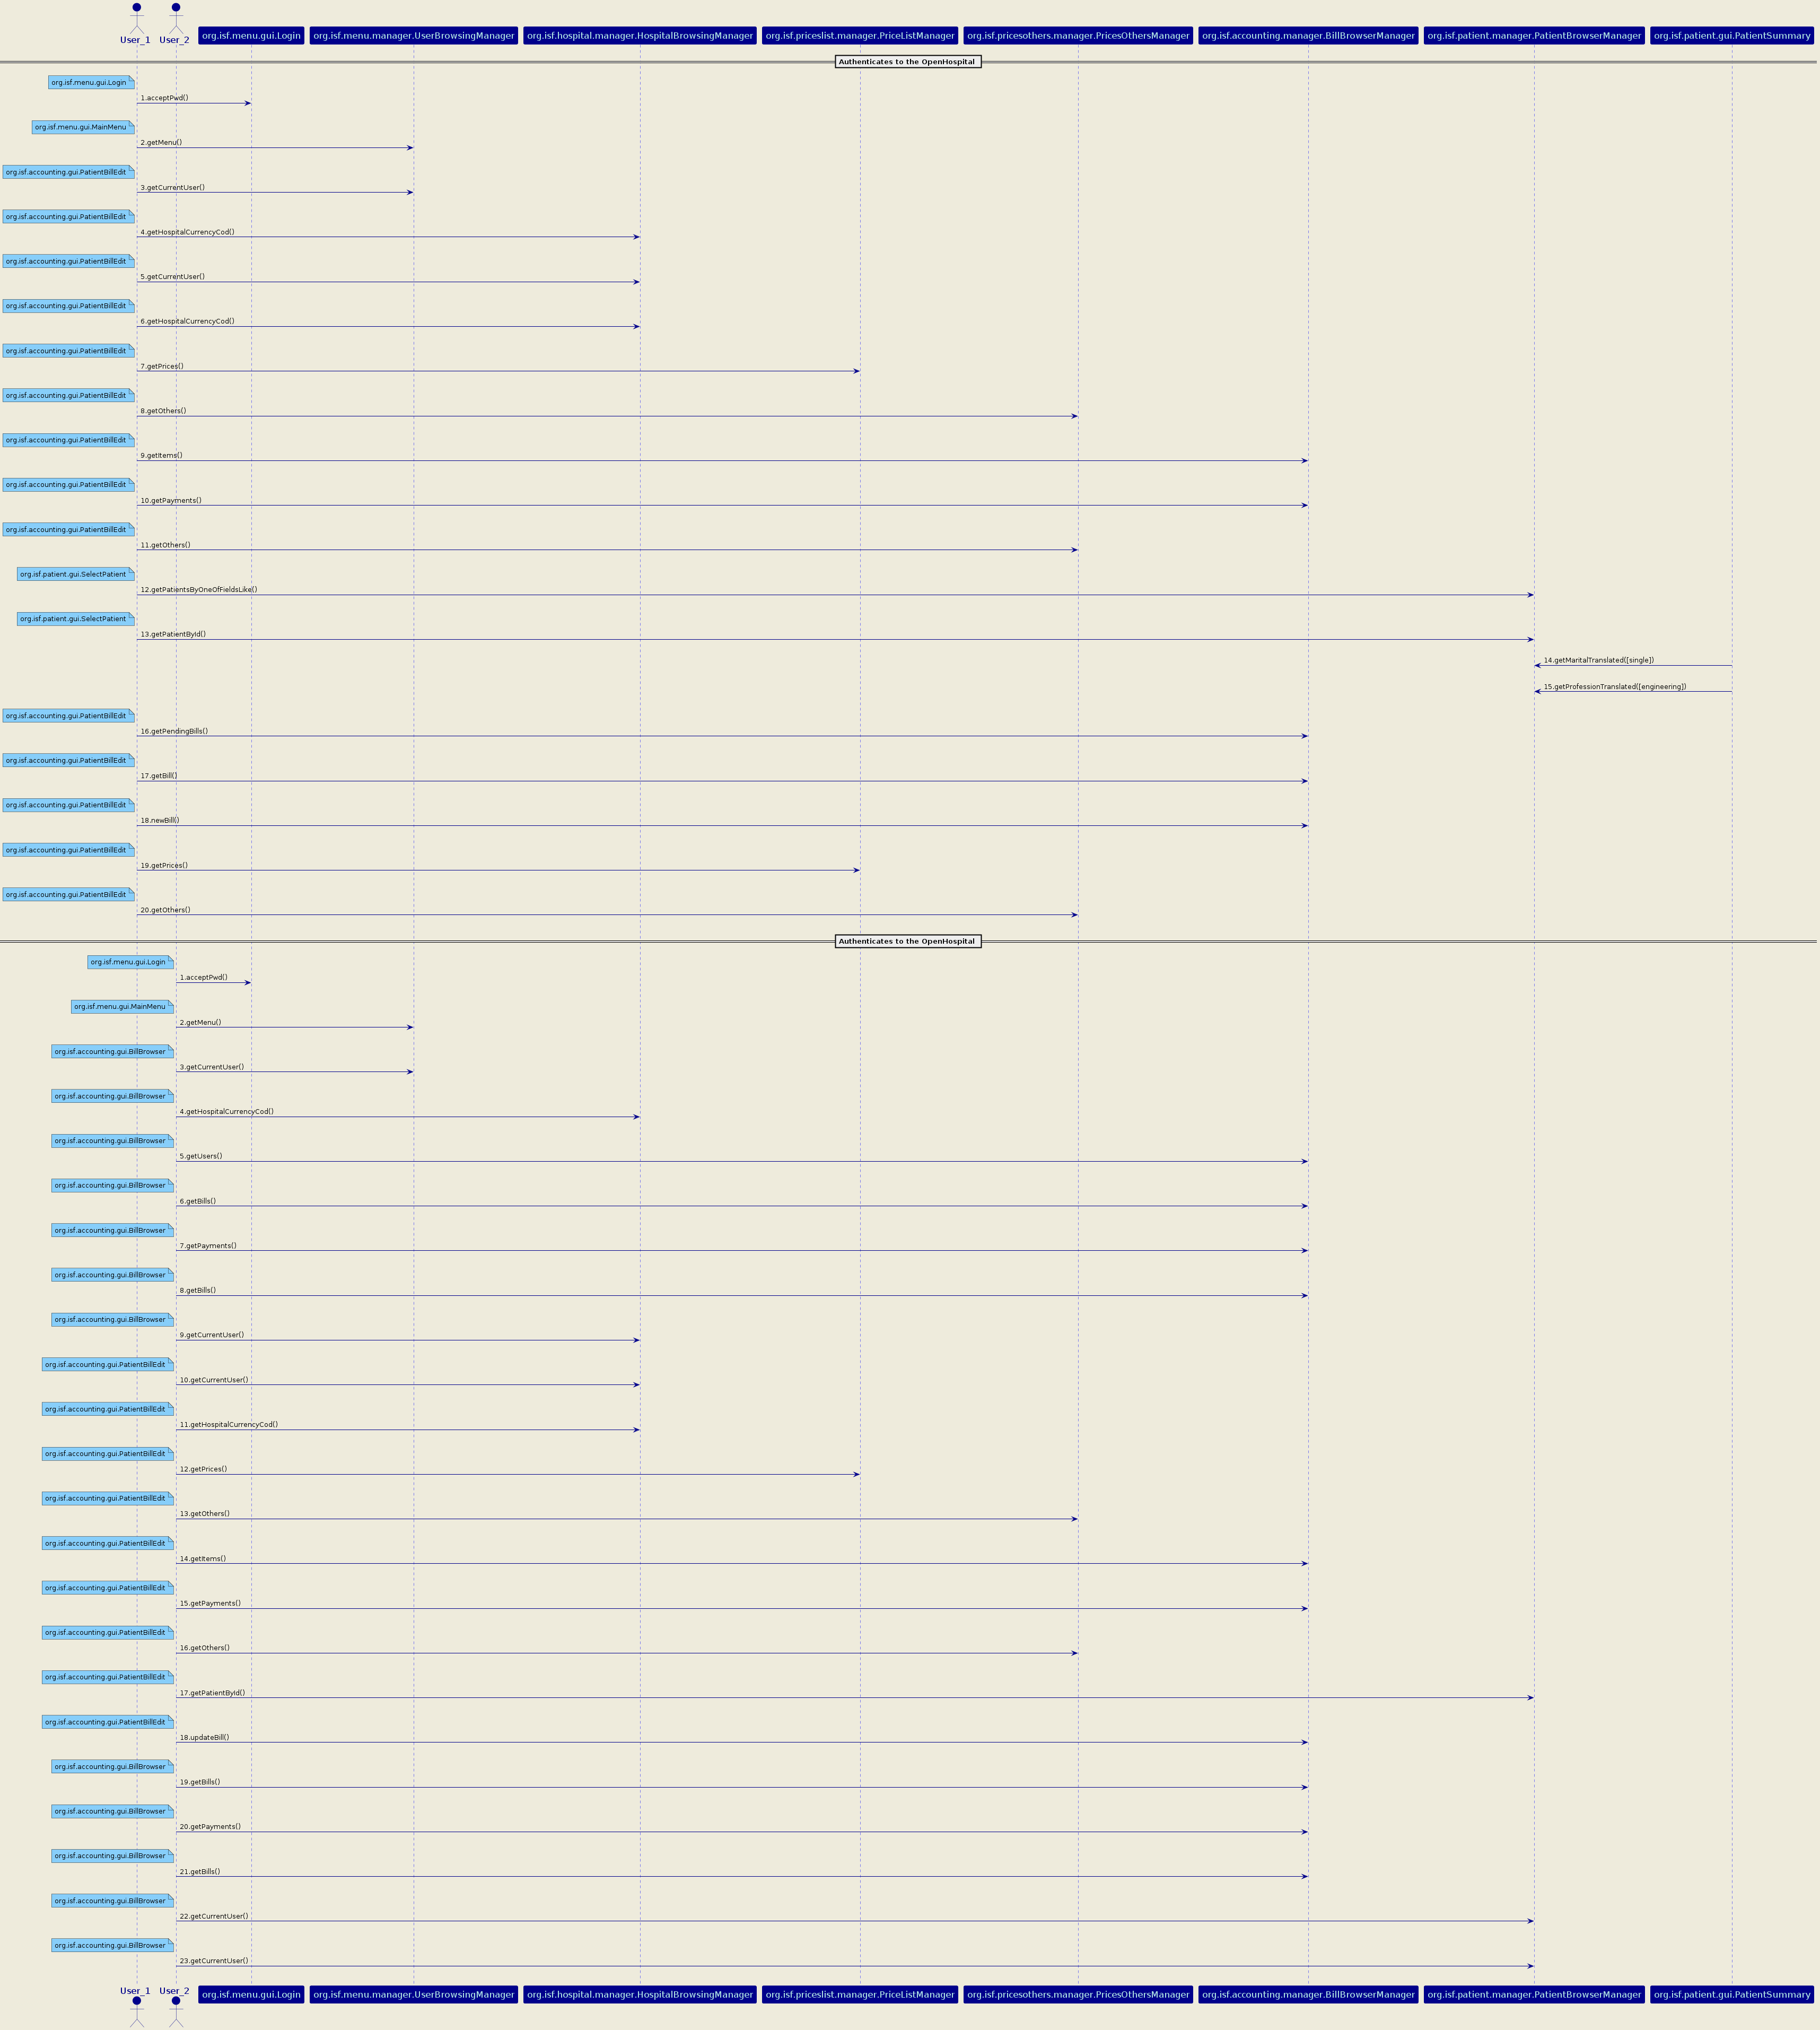 User_1
User_2
org.isf.menu.gui.Login
org.isf.menu.manager.UserBrowsingManager
org.isf.hospital.manager.HospitalBrowsingManager
org.isf.priceslist.manager.PriceListManager
org.isf.pricesothers.manager.PricesOthersManager
org.isf.accounting.manager.BillBrowserManager
org.isf.patient.manager.PatientBrowserManager
org.isf.patient.gui.PatientSummary
Authenticates to the OpenHospital
org.isf.menu.gui.Login
1.acceptPwd()
org.isf.menu.gui.MainMenu
2.getMenu()
org.isf.accounting.gui.PatientBillEdit
3.getCurrentUser()
org.isf.accounting.gui.PatientBillEdit
4.getHospitalCurrencyCod()
org.isf.accounting.gui.PatientBillEdit
5.getCurrentUser()
org.isf.accounting.gui.PatientBillEdit
6.getHospitalCurrencyCod()
org.isf.accounting.gui.PatientBillEdit
7.getPrices()
org.isf.accounting.gui.PatientBillEdit
8.getOthers()
org.isf.accounting.gui.PatientBillEdit
9.getItems()
org.isf.accounting.gui.PatientBillEdit
10.getPayments()
org.isf.accounting.gui.PatientBillEdit
11.getOthers()
org.isf.patient.gui.SelectPatient
12.getPatientsByOneOfFieldsLike()
org.isf.patient.gui.SelectPatient
13.getPatientById()
14.getMaritalTranslated([single])
15.getProfessionTranslated([engineering])
org.isf.accounting.gui.PatientBillEdit
16.getPendingBills()
org.isf.accounting.gui.PatientBillEdit
17.getBill()
org.isf.accounting.gui.PatientBillEdit
18.newBill()
org.isf.accounting.gui.PatientBillEdit
19.getPrices()
org.isf.accounting.gui.PatientBillEdit
20.getOthers()
Authenticates to the OpenHospital
org.isf.menu.gui.Login
1.acceptPwd()
org.isf.menu.gui.MainMenu
2.getMenu()
org.isf.accounting.gui.BillBrowser
3.getCurrentUser()
org.isf.accounting.gui.BillBrowser
4.getHospitalCurrencyCod()
org.isf.accounting.gui.BillBrowser
5.getUsers()
org.isf.accounting.gui.BillBrowser
6.getBills()
org.isf.accounting.gui.BillBrowser
7.getPayments()
org.isf.accounting.gui.BillBrowser
8.getBills()
org.isf.accounting.gui.BillBrowser
9.getCurrentUser()
org.isf.accounting.gui.PatientBillEdit
10.getCurrentUser()
org.isf.accounting.gui.PatientBillEdit
11.getHospitalCurrencyCod()
org.isf.accounting.gui.PatientBillEdit
12.getPrices()
org.isf.accounting.gui.PatientBillEdit
13.getOthers()
org.isf.accounting.gui.PatientBillEdit
14.getItems()
org.isf.accounting.gui.PatientBillEdit
15.getPayments()
org.isf.accounting.gui.PatientBillEdit
16.getOthers()
org.isf.accounting.gui.PatientBillEdit
17.getPatientById()
org.isf.accounting.gui.PatientBillEdit
18.updateBill()
org.isf.accounting.gui.BillBrowser
19.getBills()
org.isf.accounting.gui.BillBrowser
20.getPayments()
org.isf.accounting.gui.BillBrowser
21.getBills()
org.isf.accounting.gui.BillBrowser
22.getCurrentUser()
org.isf.accounting.gui.BillBrowser
23.getCurrentUser()
User_1
User_2
org.isf.menu.gui.Login
org.isf.menu.manager.UserBrowsingManager
org.isf.hospital.manager.HospitalBrowsingManager
org.isf.priceslist.manager.PriceListManager
org.isf.pricesothers.manager.PricesOthersManager
org.isf.accounting.manager.BillBrowserManager
org.isf.patient.manager.PatientBrowserManager
org.isf.patient.gui.PatientSummary